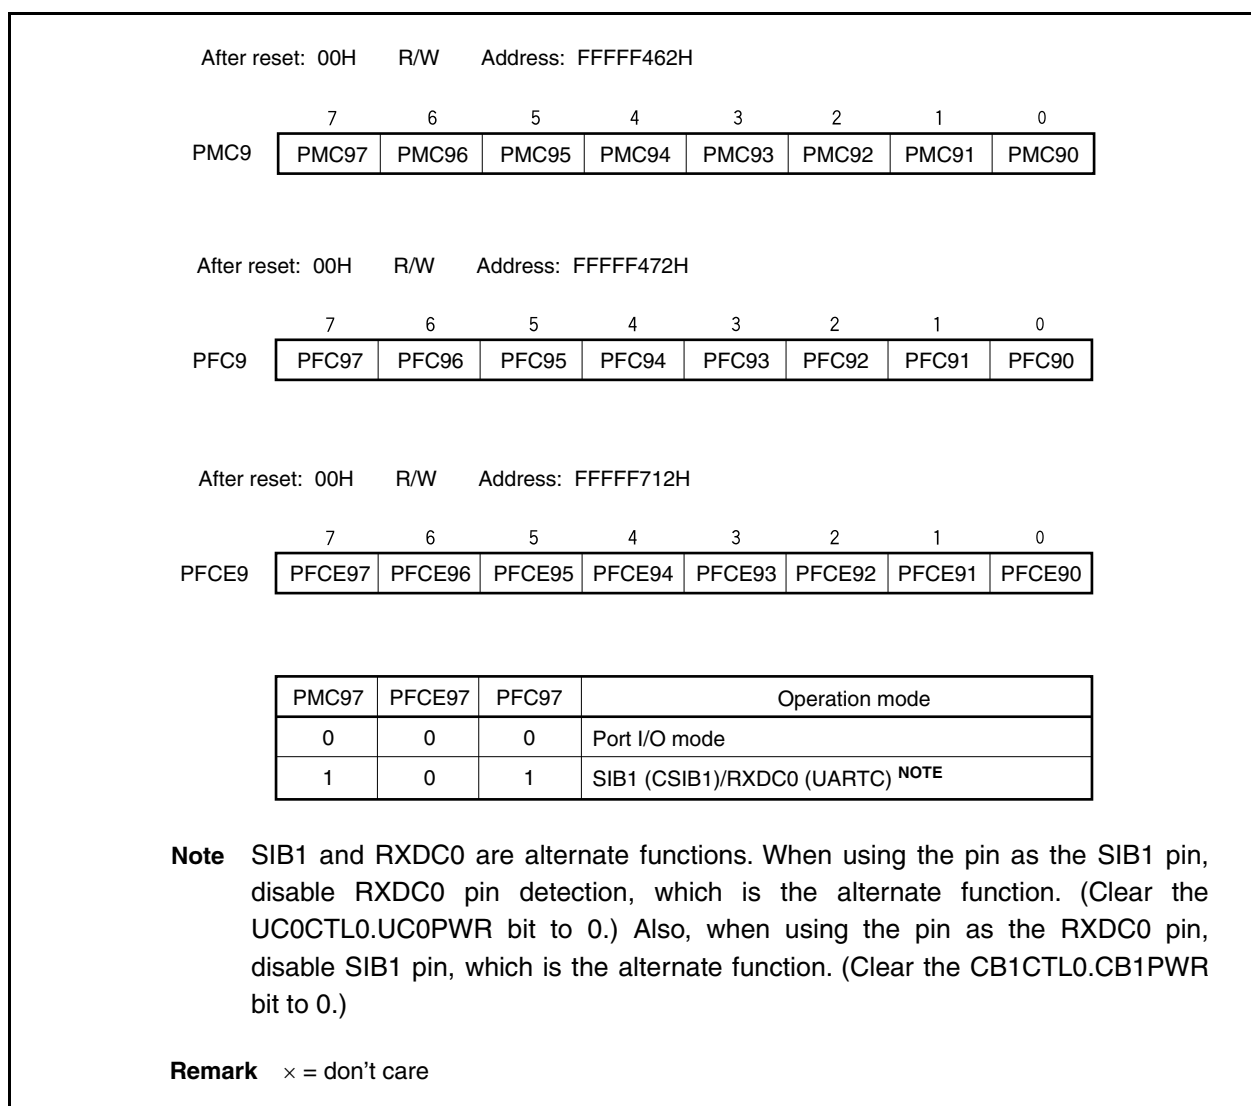 After reset: 00H R/W Address: FFFFF462H
7 6 5 4 3 2 1 0
PMC9 PMC97 PMC96 PMC95 PMC94 PMC93 PMC92 PMC91 PMC90
After reset: 00H R/W Address: FFFFF472H
7 6 5 4 3 2 1 0
PFC9 PFC97 PFC96 PFC95 PFC94 PFC93 PFC92 PFC91 PFC90
After reset: 00H R/W Address: FFFFF712H
7 6 5 4 3 2 1 0
PFCE9 PFCE97 PFCE96 PFCE95 PFCE94 PFCE93 PFCE92 PFCE91 PFCE90
PMC97 PFCE97 PFC97 Operation mode
0 0 0 Port I/O mode
1 0 1 SIB1 (CSIB1)/RXDC0 (UARTC) NOTE
Note SIB1 and RXDC0 are alternate functions. When using the pin as the SIB1 pin,
disable RXDC0 pin detection, which is the alternate function. (Clear the
UC0CTL0.UC0PWR bit to 0.) Also, when using the pin as the RXDC0 pin,
disable SIB1 pin, which is the alternate function. (Clear the CB1CTL0.CB1PWR
bit to 0.)
Remark × = don't care